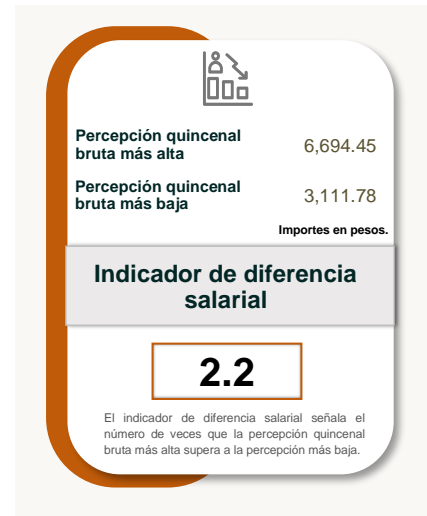 Percepción quincenal
bruta más alta
6,694.45
Percepción quincenal
bruta más baja
3,111.78
Importes en pesos.
Indicador de diferencia
salarial
2.2
El indicador de diferencia salarial señala el
número de veces que la percepción quincenal
bruta más alta supera a la percepción más baja.